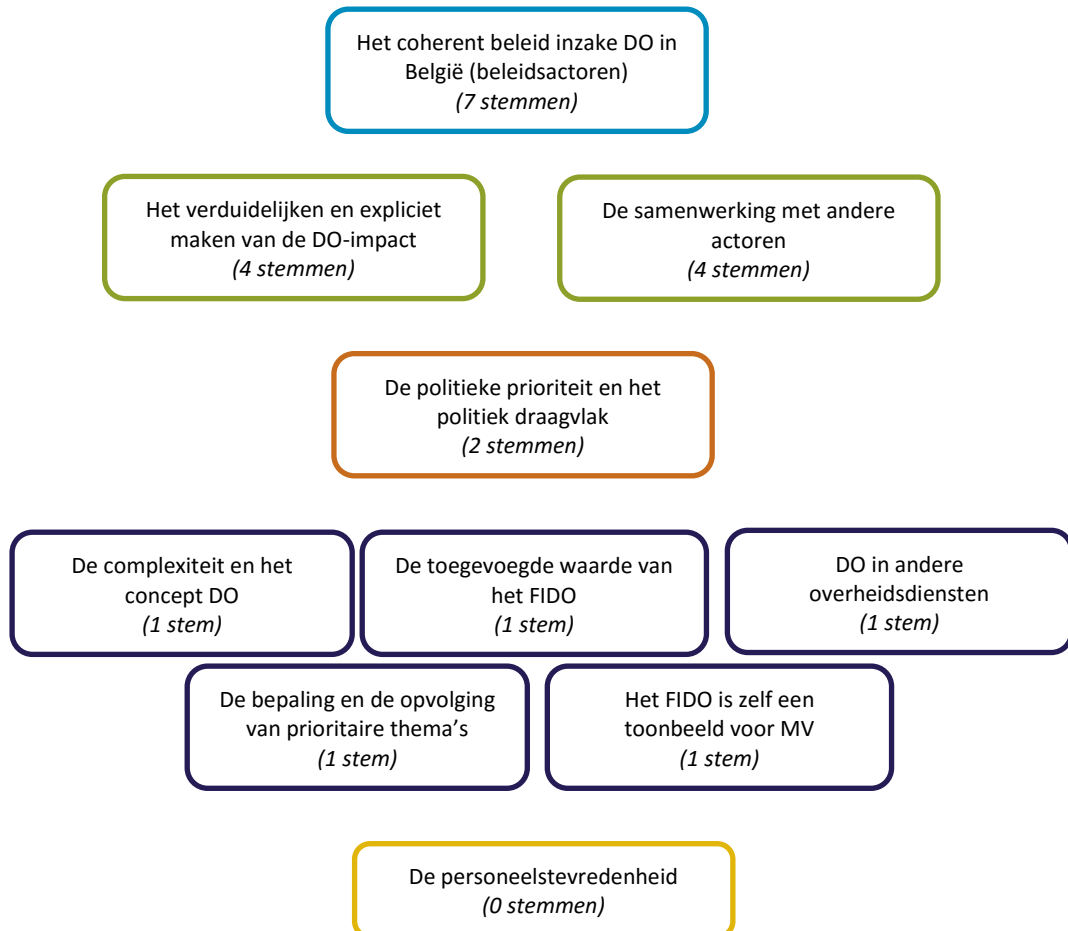 Het coherent beleid inzake DO in
België (beleidsactoren)
(7 stemmen)
Het verduidelijken en expliciet
maken van de DO-impact
(4 stemmen)
De samenwerking met andere
actoren
(4 stemmen)
De politieke prioriteit en het
politiek draagvlak
(2 stemmen)
De complexiteit en het
concept DO
(1 stem)
De toegevoegde waarde van
het FIDO
(1 stem)
DO in andere
overheidsdiensten
(1 stem)
De bepaling en de opvolging
van prioritaire thema’s
(1 stem)
Het FIDO is zelf een
toonbeeld voor MV
(1 stem)
De personeelstevredenheid
(0 stemmen)